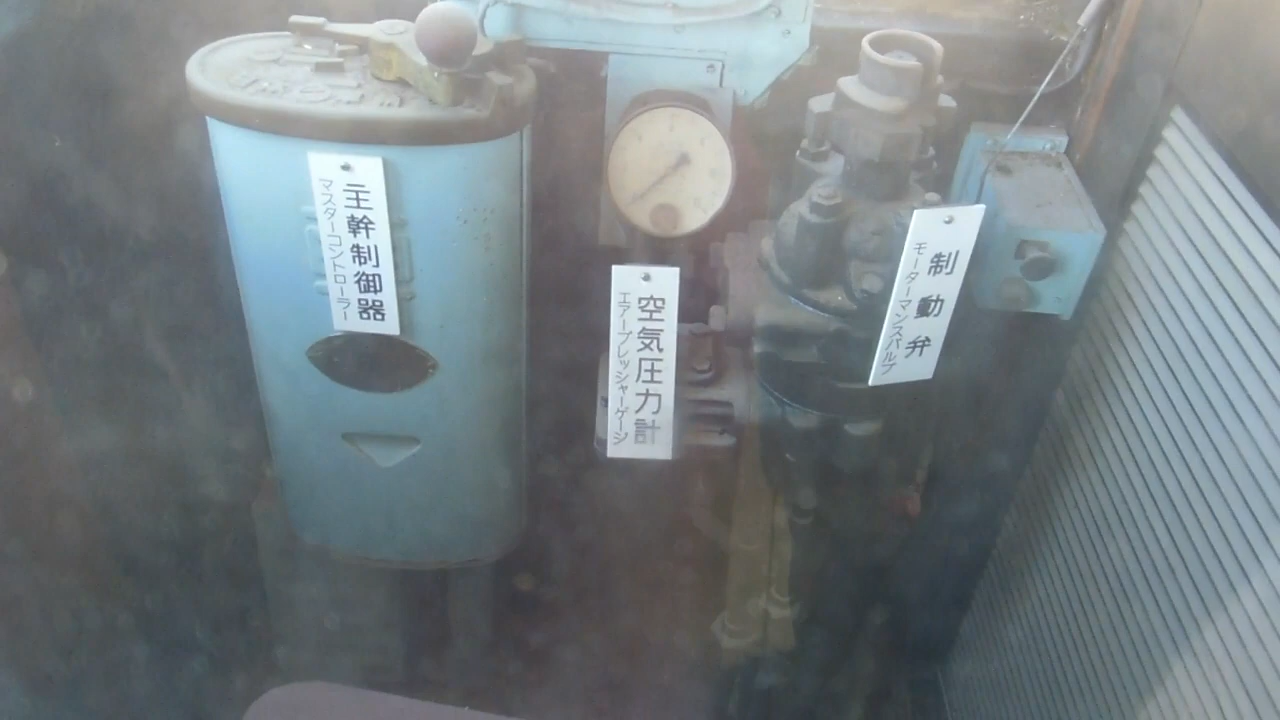 主幹制御器
マスターコントローラー
空気圧力計
エアープレッシャーゲージ
制動弁
モーターマンスバルブ